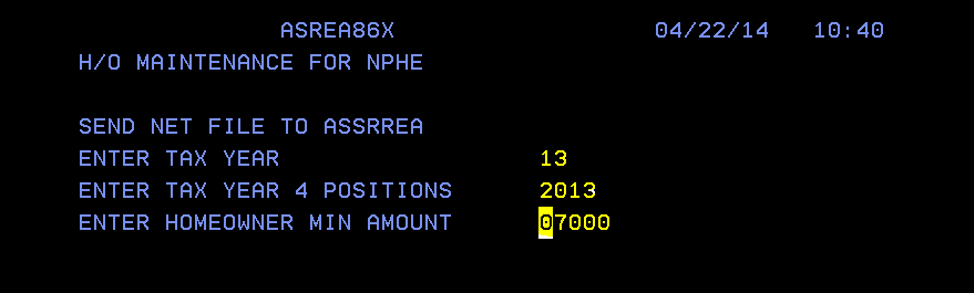 ASREA86X 04/22/14 10:40
H/O MAINTENANCE FOR NPHE
SEND NET FILE TO ASSRREA
ENTER TAX YEAR 13
ENTER TAX YEAR 4 POSITIONS 2013
ENTER HOMEOWNER MIN AMOUNT 07000